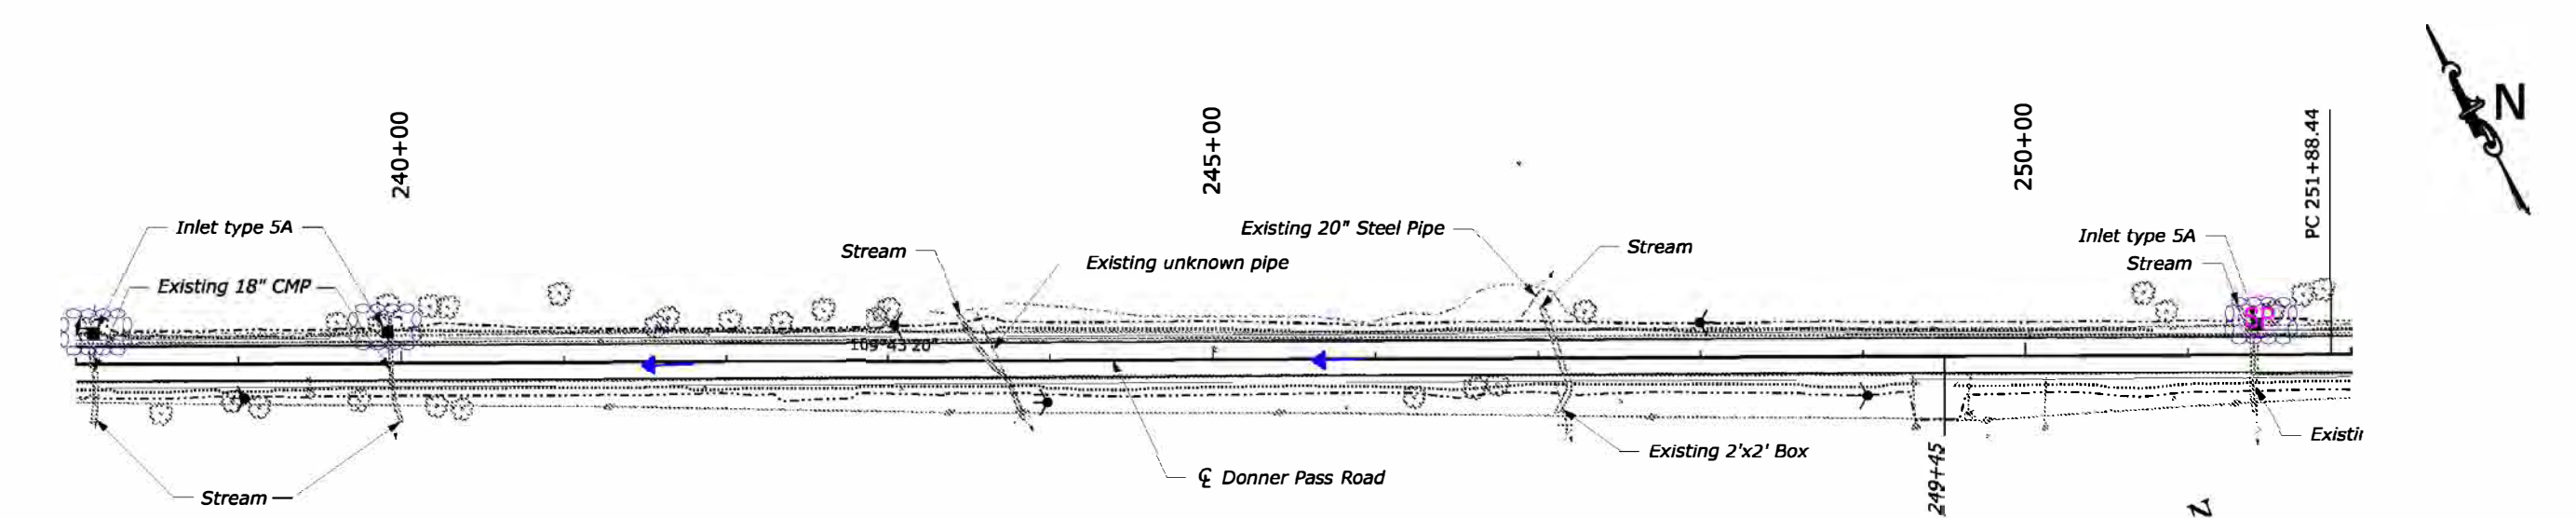 N
240+00
245+00
250+00
PC 251+88.44
Inlet type 5A
Existing 18" CMP
Stream
Existing unknown pipe
Existing 20" Steel Pipe
Stream
Inlet type 5A
Stream
SP
109°43'20"
Existing 2'x2' Box
Existin
℄ Donner Pass Road
Stream
249+45
N